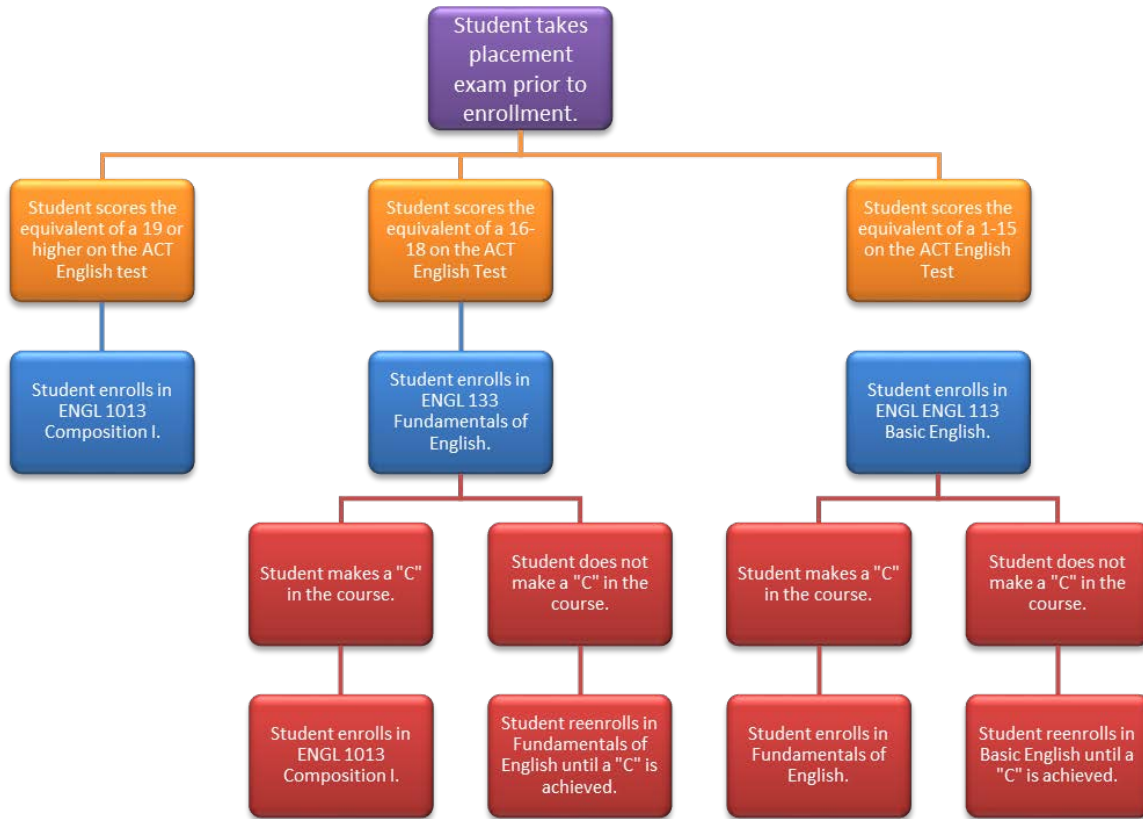 Student takes
placement
exam prior to
enrollment.
Student scores the
equivalent of a 19 or
higher on the ACT
English test
Student scores the
equivalent of a 16-
18 on the ACT
English Test
Student scores the
equivalent of a 1-15
on the ACT English
Test
Student enrolls in
ENGL 1013
Composition I.
Student enrolls in
ENGL 133
Fundamentals of
English.
Student enrolls in
ENGL ENGL 113
Basic English.
Student makes a "C"
in the course.
Student does not
make a "C" in the
course.
Student makes a "C"
in the course.
Student does not
make a "C" in the
course.
Student enrolls in
ENGL 1013
Composition I.
Student reenrolls in
Fundamentals of
English until a "C" is
achieved.
Student enrolls in
Fundamentals of
English.
Student reenrolls in
Basic English until a
"C" is achieved.